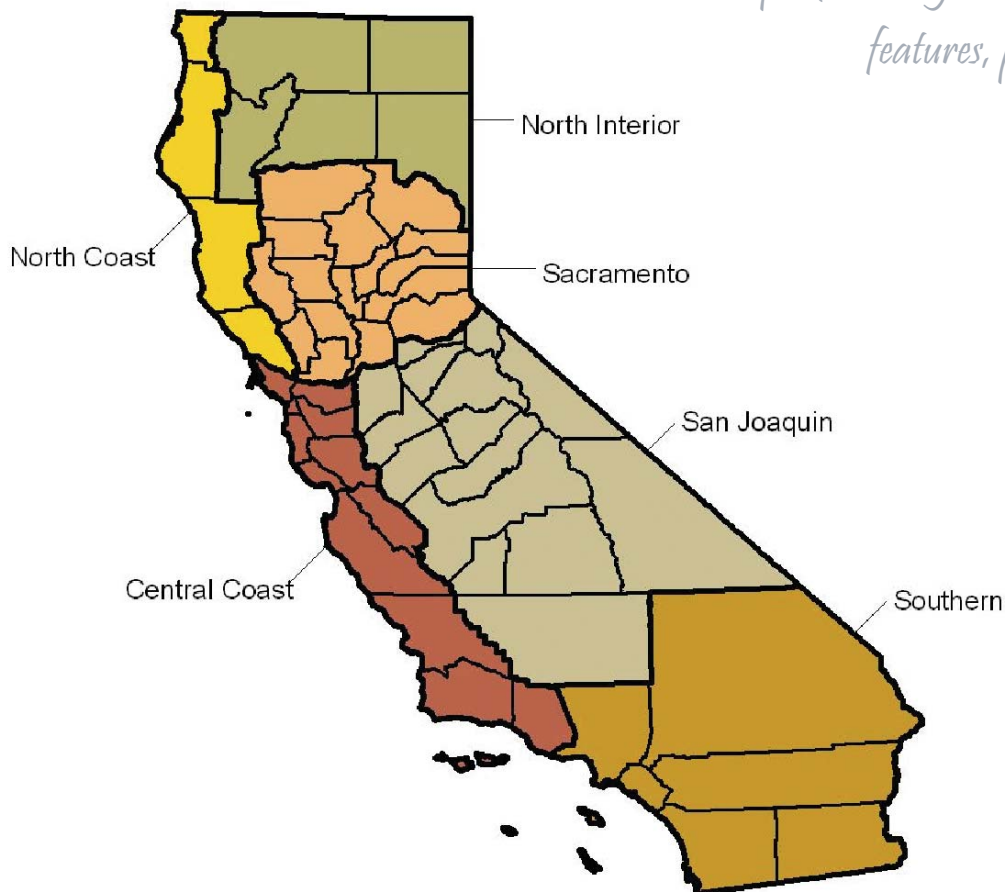 features,
North Interior
North Coast
Sacramento
San Joaquin
Central Coast
Southern